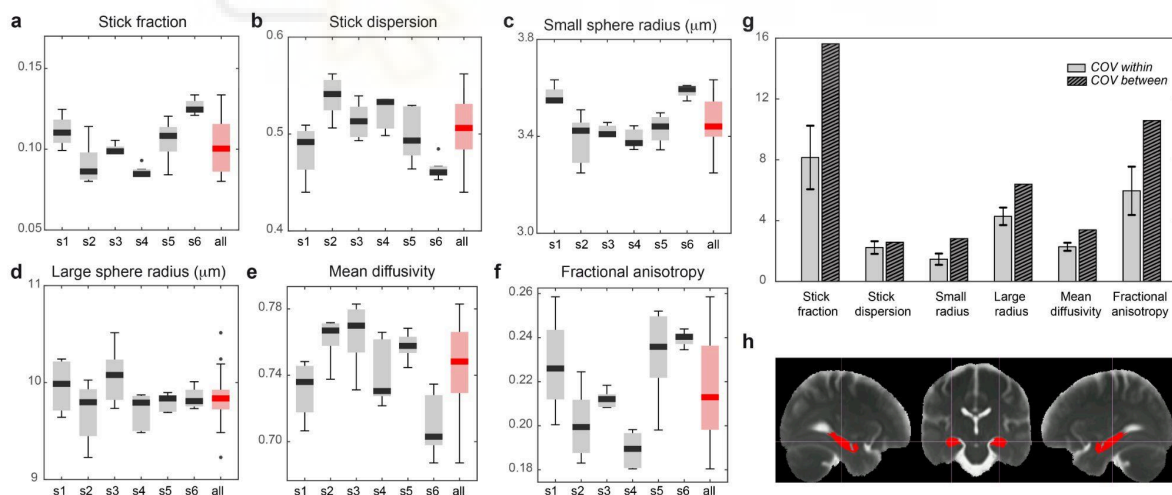 a Stick fraction
0.15
0.10
0.05
s1 s2 s3 s4 s5 s6 all
b Stick dispersion
0.6
0.5
0.4
s1 s2 s3 s4 s5 s6 all
c Small sphere radius (μm)
3.8
3.4
3.0
s1 s2 s3 s4 s5 s6 all
d Large sphere radius (μm)
11
10
9
s1 s2 s3 s4 s5 s6 all
e Mean diffusivity
0.78
0.74
0.70
s1 s2 s3 s4 s5 s6 all
f Fractional anisotropy
0.26
0.24
0.22
0.20
0.18
s1 s2 s3 s4 s5 s6 all
g
16
12
8
4
0
COV within
COV between
Stick
fraction
Stick
dispersion
Small
radius
Large
radius
Mean
diffusivity
Fractional
anisotropy
h